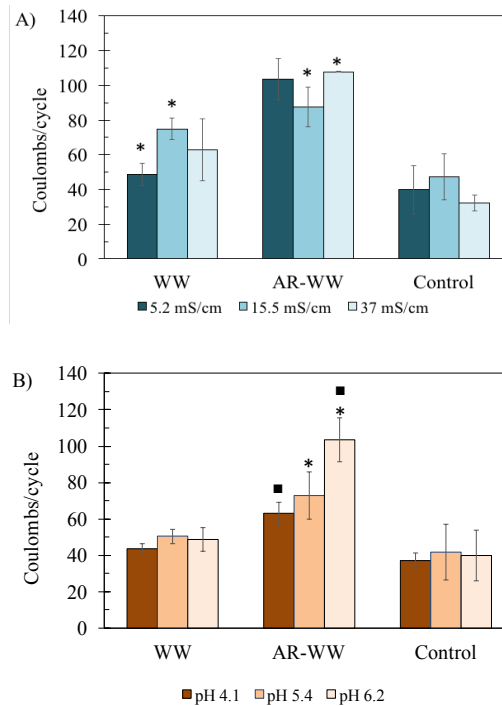 A)
Coulombs/cycle
140
120
100
80
60
40
20
0
* * * *
WW AR-WW Control
5.2 mS/cm 15.5 mS/cm 37 mS/cm
B)
Coulombs/cycle
140
120
100
80
60
40
20
0
* *
WW AR-WW Control
pH 4.1 pH 5.4 pH 6.2